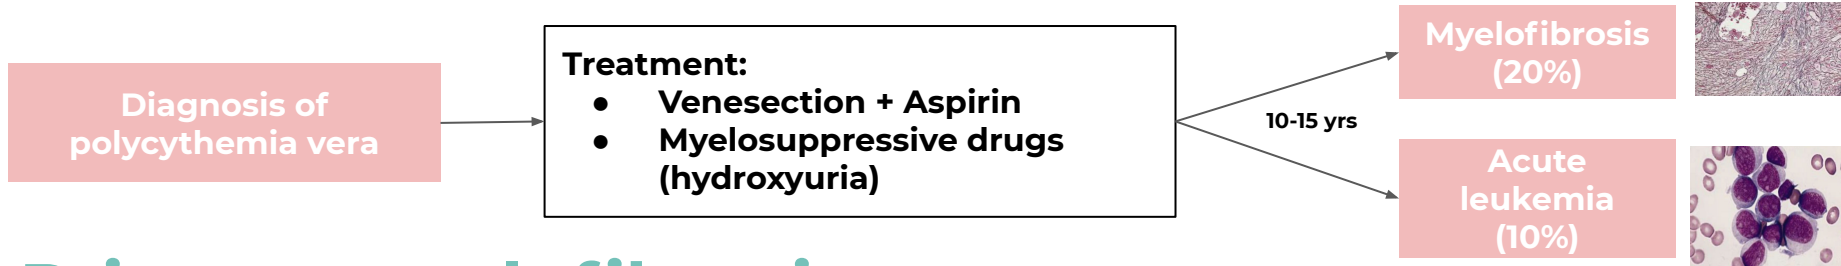 Diagnosis of
polycythemia vera
Treatment:
● Venesection + Aspirin
● Myelosuppressive drugs
(hydroxyuria)
10-15 yrs
Myelofibrosis
(20%)
Acute
leukemia
(10%)